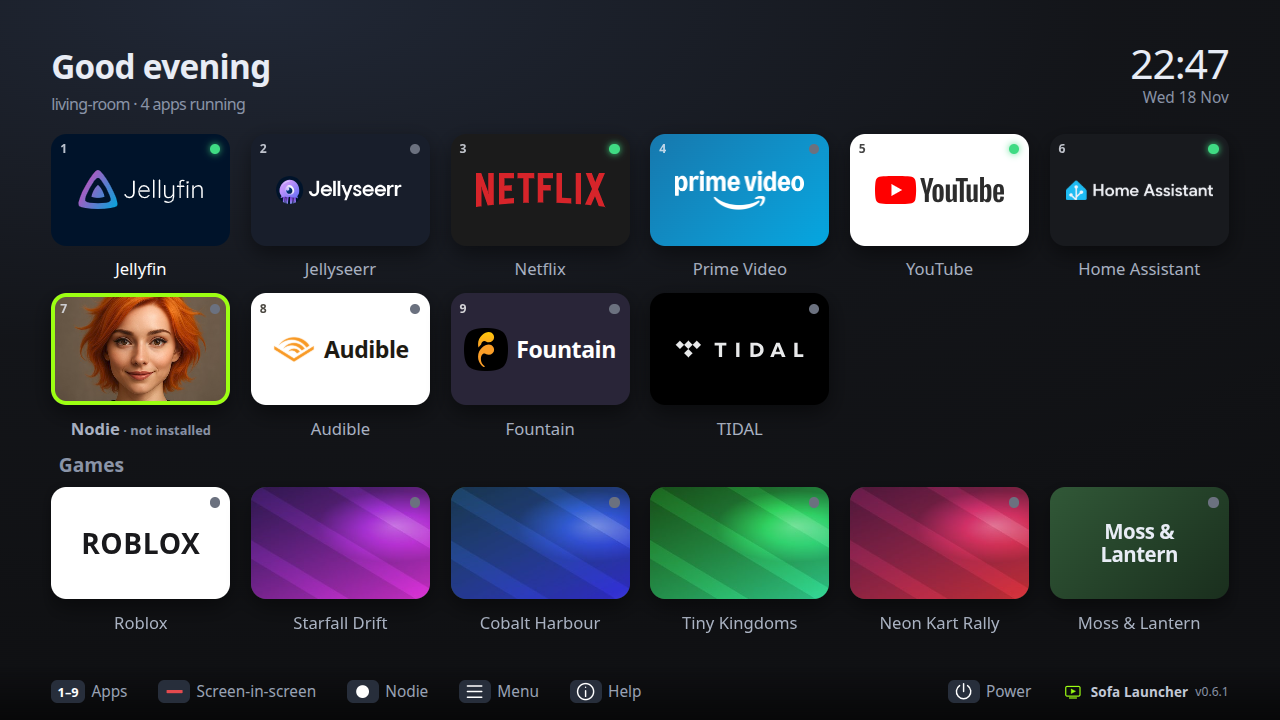 Good evening
living-room · 4 apps running
22:47
Wed 18 Nov
1
Jellyfin
2
Jellyseerr
3
NETFLIX
4
prime video
5
YouTube
6
Home Assistant
Jellyfin
Jellyseerr
Netflix
Prime Video
YouTube
Home Assistant
7
8
Audible
9
Fountain
TIDAL
Nodie · not installed
Audible
Fountain
TIDAL
Games
ROBLOX
Moss &
Lantern
Roblox
Starfall Drift
Cobalt Harbour
Tiny Kingdoms
Neon Kart Rally
Moss & Lantern
1–9 Apps
Screen-in-screen
Nodie
Menu
Help
Power
Sofa Launcher v0.6.1